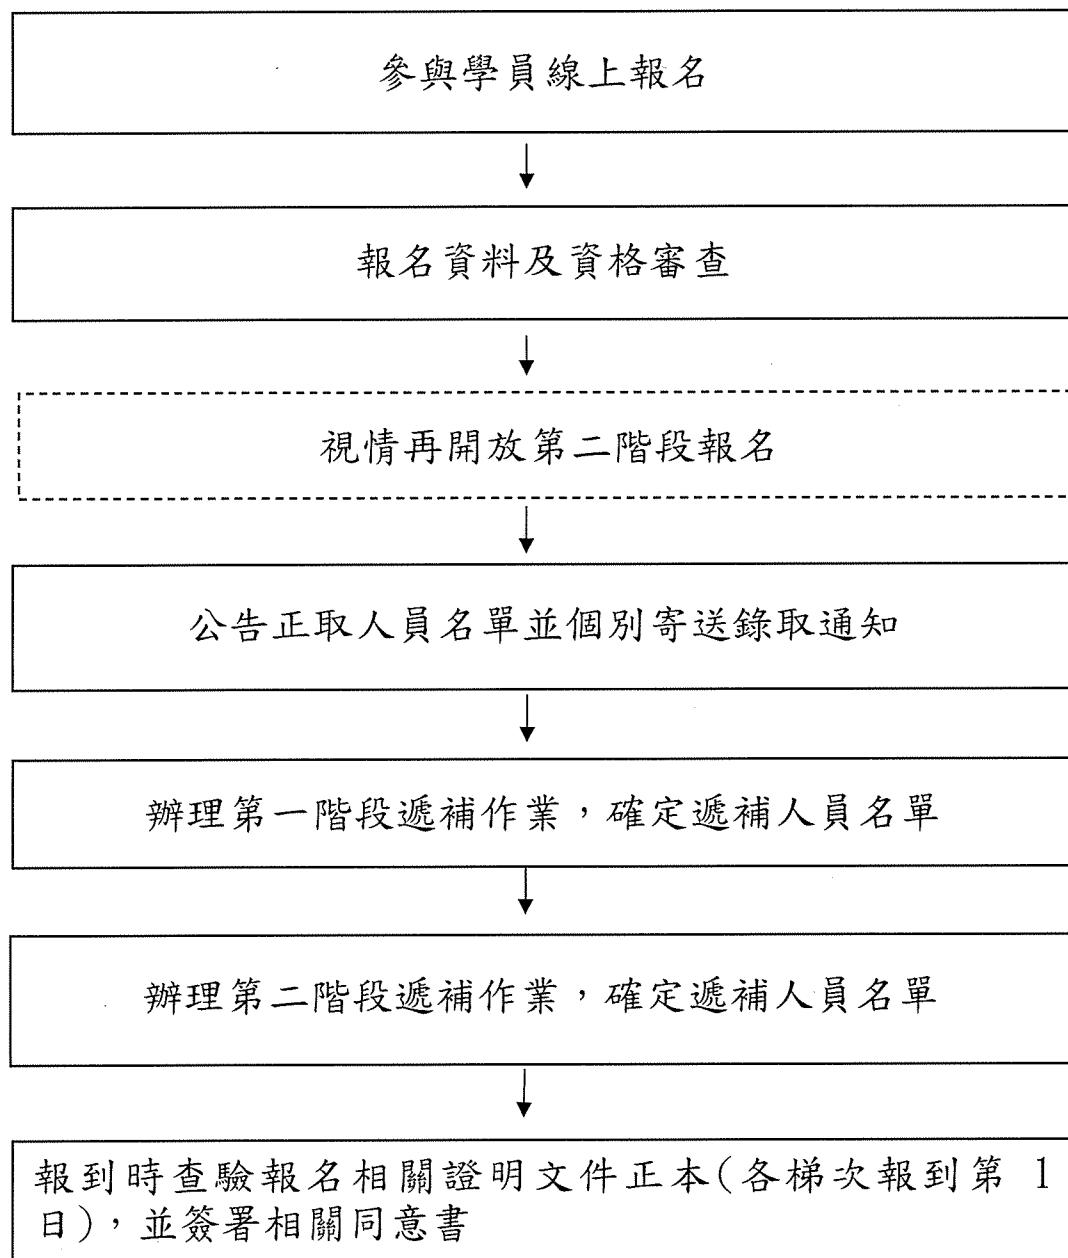 參與學員線上報名
報名資料及資格審查
視情再開放第二階段報名
公告正取人員名單並個別寄送錄取通知
辦理第一階段遞補作業，確定遞補人員名單
辦理第二階段遞補作業，確定遞補人員名單
報到時查驗報名相關證明文件正本(各梯次報到第 1
日)，並簽署相關同意書